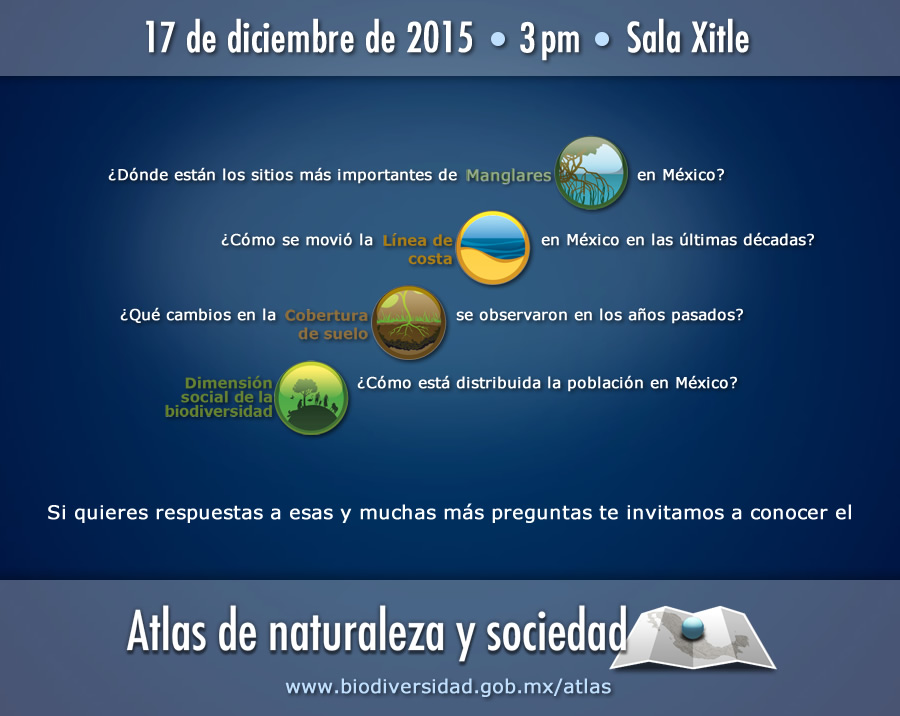 17 de diciembre de 2015 • 3pm • Sala Xitle
¿Dónde están los sitios más importantes de Manglares en México?
¿Cómo se movió la Línea de costa en México en las últimas décadas?
¿Qué cambios en la Cobertura de suelo se observaron en los años pasados?
Dimensión social de la biodiversidad ¿Cómo está distribuida la población en México?
Si quieres respuestas a esas y muchas más preguntas te invitamos a conocer el
Atlas de naturaleza y sociedad
www.biodiversidad.gob.mx/atlas